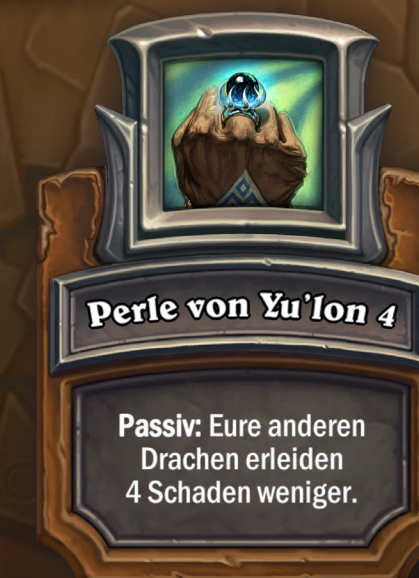 Perle von Yu'lon 4
Passiv: Eure anderen
Drachen erleiden
4 Schaden weniger.